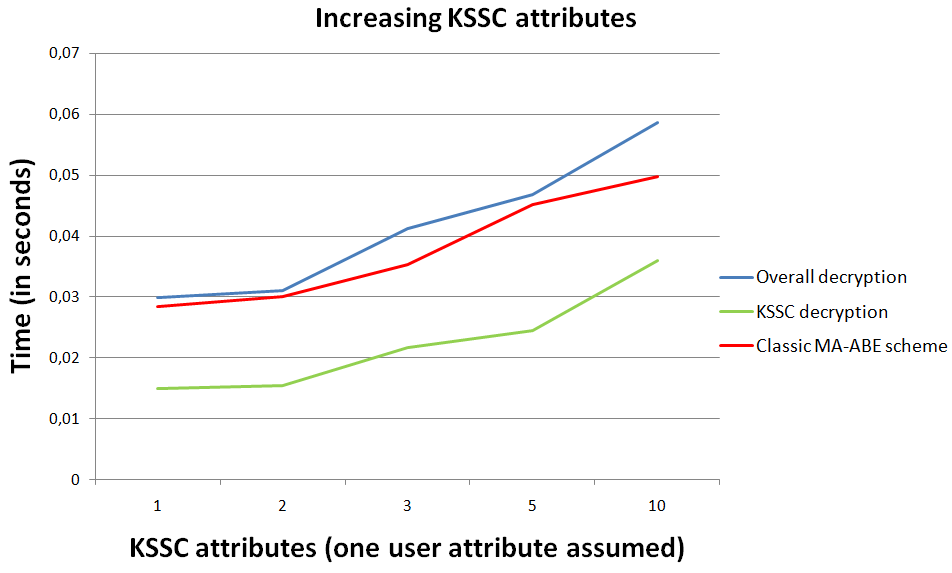 Increasing KSSC attributes
Time (in seconds)
0,07
0,06
0,05
0,04
0,03
0,02
0,01
0
1
2
3
5
10
KSSC attributes (one user attribute assumed)
Overall decryption
KSSC decryption
Classic MA-ABE scheme